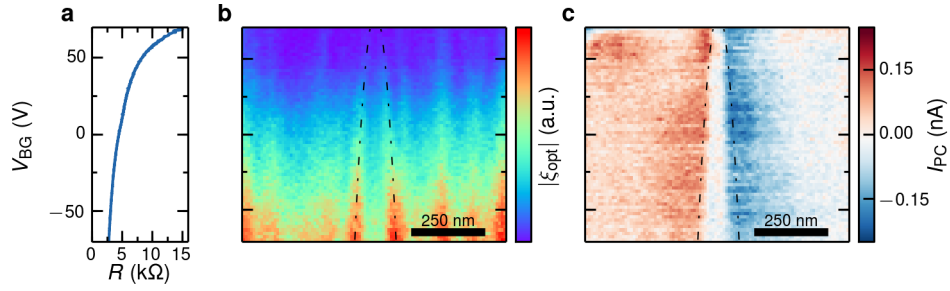 a
b
c
V_BG (V)
50
0
−50
0
5
10
15
R (kΩ)
250 nm
|ξ_opt| (a.u.)
250 nm
0.15
0.00
−0.15
I_PC (nA)